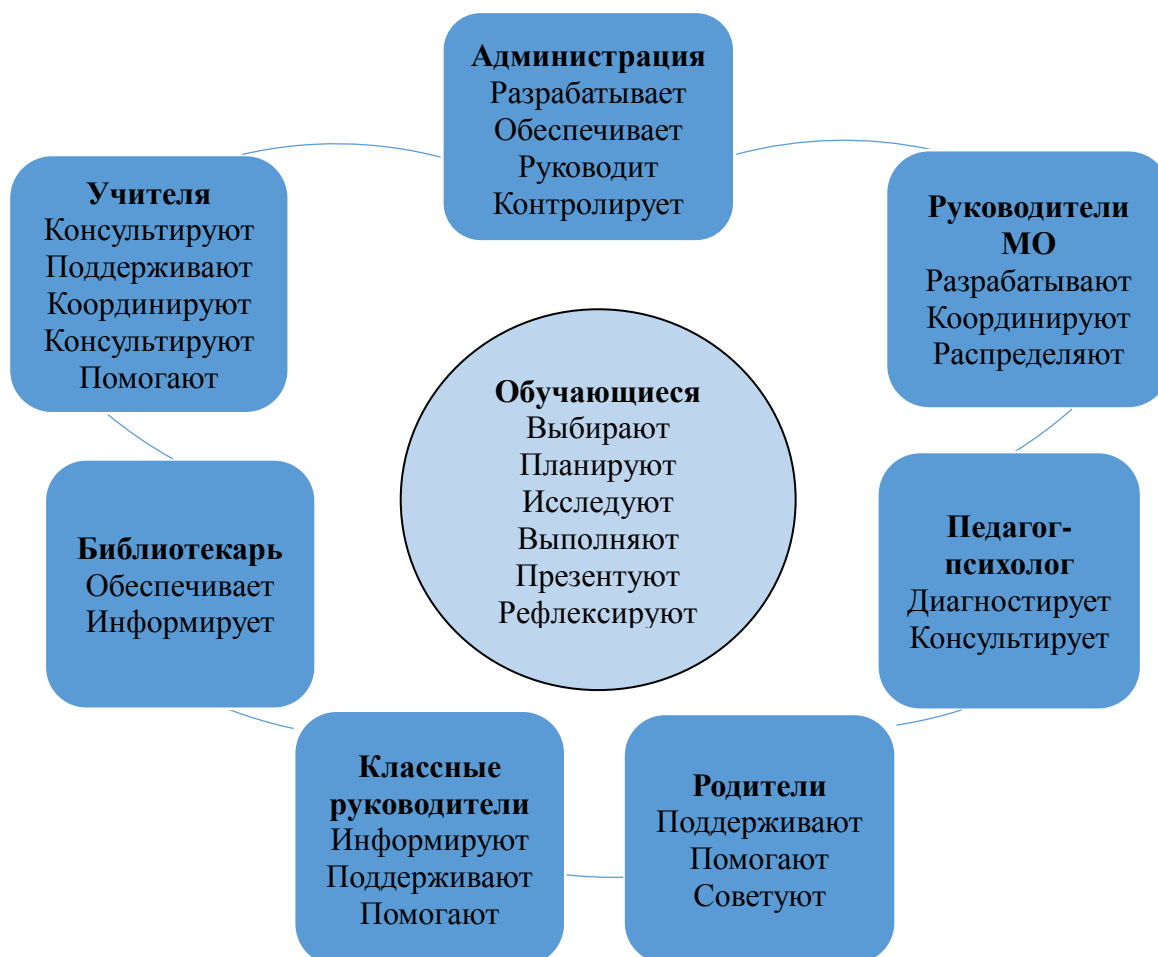 Администрация
Разрабатывает
Обеспечивает
Руководит
Контролирует
Учителя
Консультируют
Поддерживают
Координируют
Консультируют
Помогают
Руководители
МО
Разрабатывают
Координируют
Распределяют
Обучающиеся
Выбирают
Планируют
Исследуют
Выполняют
Презентуют
Рефлексируют
Библиотекарь
Обеспечивает
Информирует
Педагог-
психолог
Диагностирует
Консультирует
Классные
руководители
Информируют
Поддерживают
Помогают
Родители
Поддерживают
Помогают
Советуют